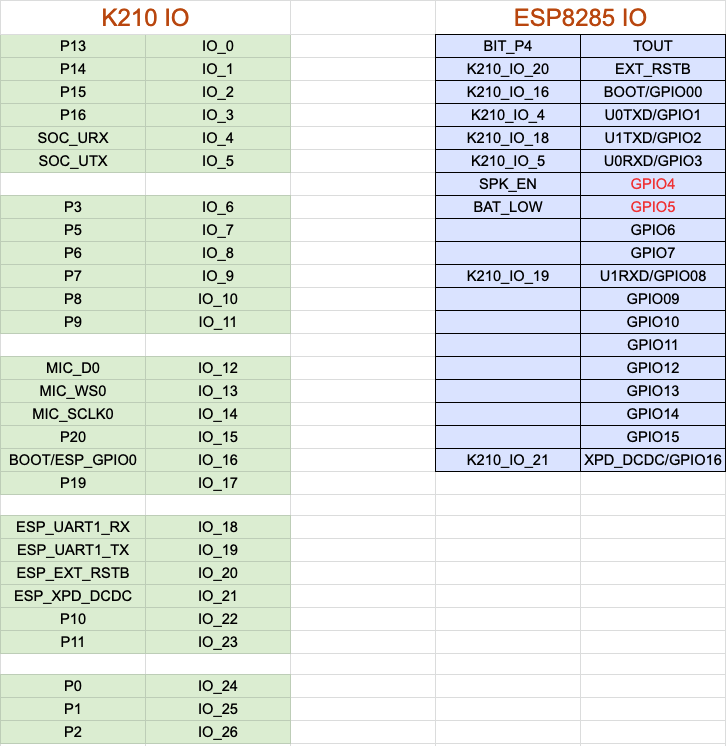 K210 IO ESP8285 IO
P13 IO_0 BIT_P4 TOUT
P14 IO_1 K210_IO_20 EXT_RSTB
P15 IO_2 K210_IO_16 BOOT/GPIO00
P16 IO_3 K210_IO_4 U0TXD/GPIO1
SOC_URX IO_4 K210_IO_18 U1TXD/GPIO2
SOC_UTX IO_5 K210_IO_5 U0RXD/GPIO3
SPK_EN GPIO4
P3 IO_6 BAT_LOW GPIO5
P5 IO_7 GPIO6
P6 IO_8 GPIO7
P7 IO_9 K210_IO_19 U1RXD/GPIO08
P8 IO_10 GPIO09
P9 IO_11 GPIO10
GPIO11
MIC_D0 IO_12 GPIO12
MIC_WS0 IO_13 GPIO13
MIC_SCLK0 IO_14 GPIO14
P20 IO_15 GPIO15
BOOT/ESP_GPIO0 IO_16 K210_IO_21 XPD_DCDC/GPIO16
P19 IO_17
ESP_UART1_RX IO_18
ESP_UART1_TX IO_19
ESP_EXT_RSTB IO_20
ESP_XPD_DCDC IO_21
P10 IO_22
P11 IO_23
P0 IO_24
P1 IO_25
P2 IO_26